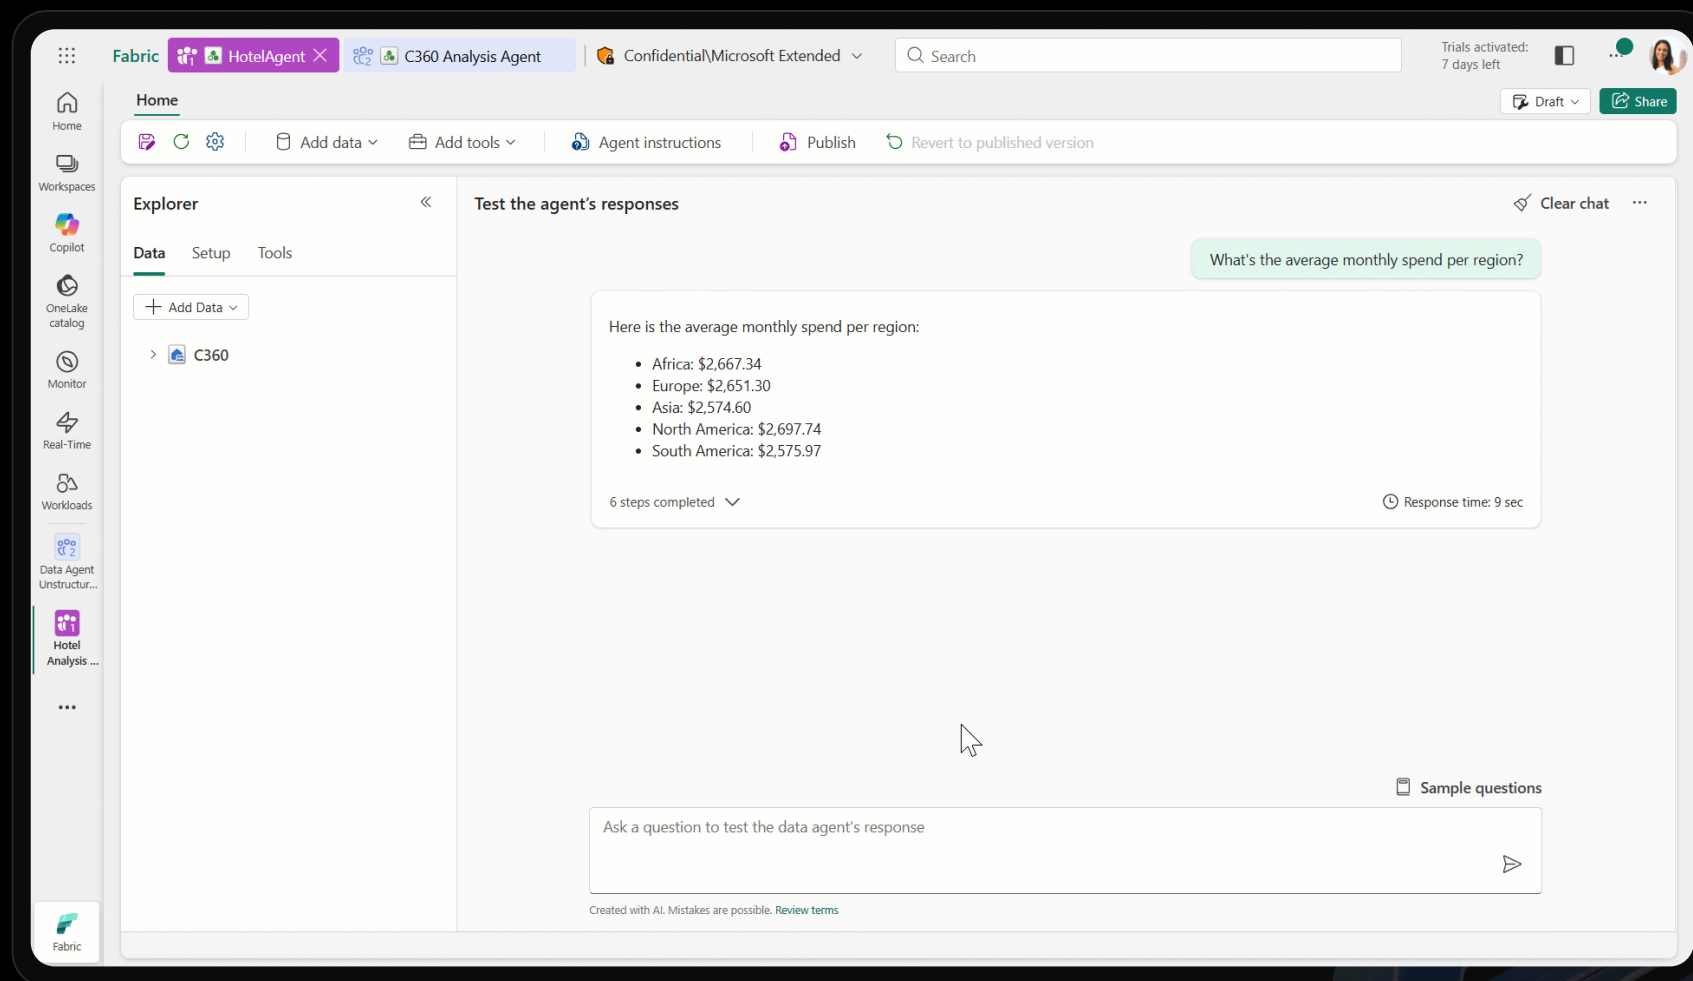 Fabric
HotelAgent
C360 Analysis Agent
Confidential\Microsoft Extended
Search
Trials activated:
7 days left
Home
Draft
Share
Add data
Add tools
Agent instructions
Publish
Revert to published version
Home
Workspaces
Copilot
OneLake
catalog
Monitor
Real-Time
Workloads
2
Data Agent
Unstructur...
1
Hotel
Analysis ...
Fabric
Explorer
Data
Setup
Tools
Add Data
C360
Test the agent's responses
Clear chat
What's the average monthly spend per region?
Here is the average monthly spend per region:
• Africa: $2,667.34
• Europe: $2,651.30
• Asia: $2,574.60
• North America: $2,697.74
• South America: $2,575.97
6 steps completed
Response time: 9 sec
Sample questions
Ask a question to test the data agent's response
Created with AI. Mistakes are possible. Review terms